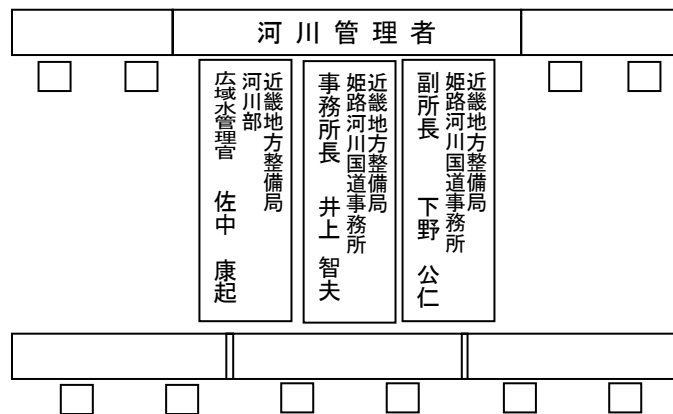 河川管理者
近畿地方整備局
姫路河川国道事務所
副所長 下野 公仁
近畿地方整備局
姫路河川国道事務所
事務所長 井上 智夫
近畿地方整備局
河川部
広域水管理官 佐中 康起